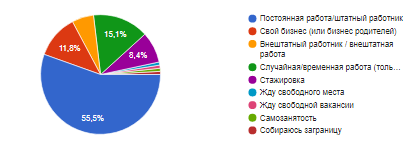 15,1%
11,8%
8,4%
55,5%
Постоянная работа/штатный работник
Свой бизнес (или бизнес родителей)
Внештатный работник / внештатная
работа
Случайная/временная работа (толь…
Стажировка
Жду свободного места
Жду свободной вакансии
Самозанятость
Собираюсь заграницу